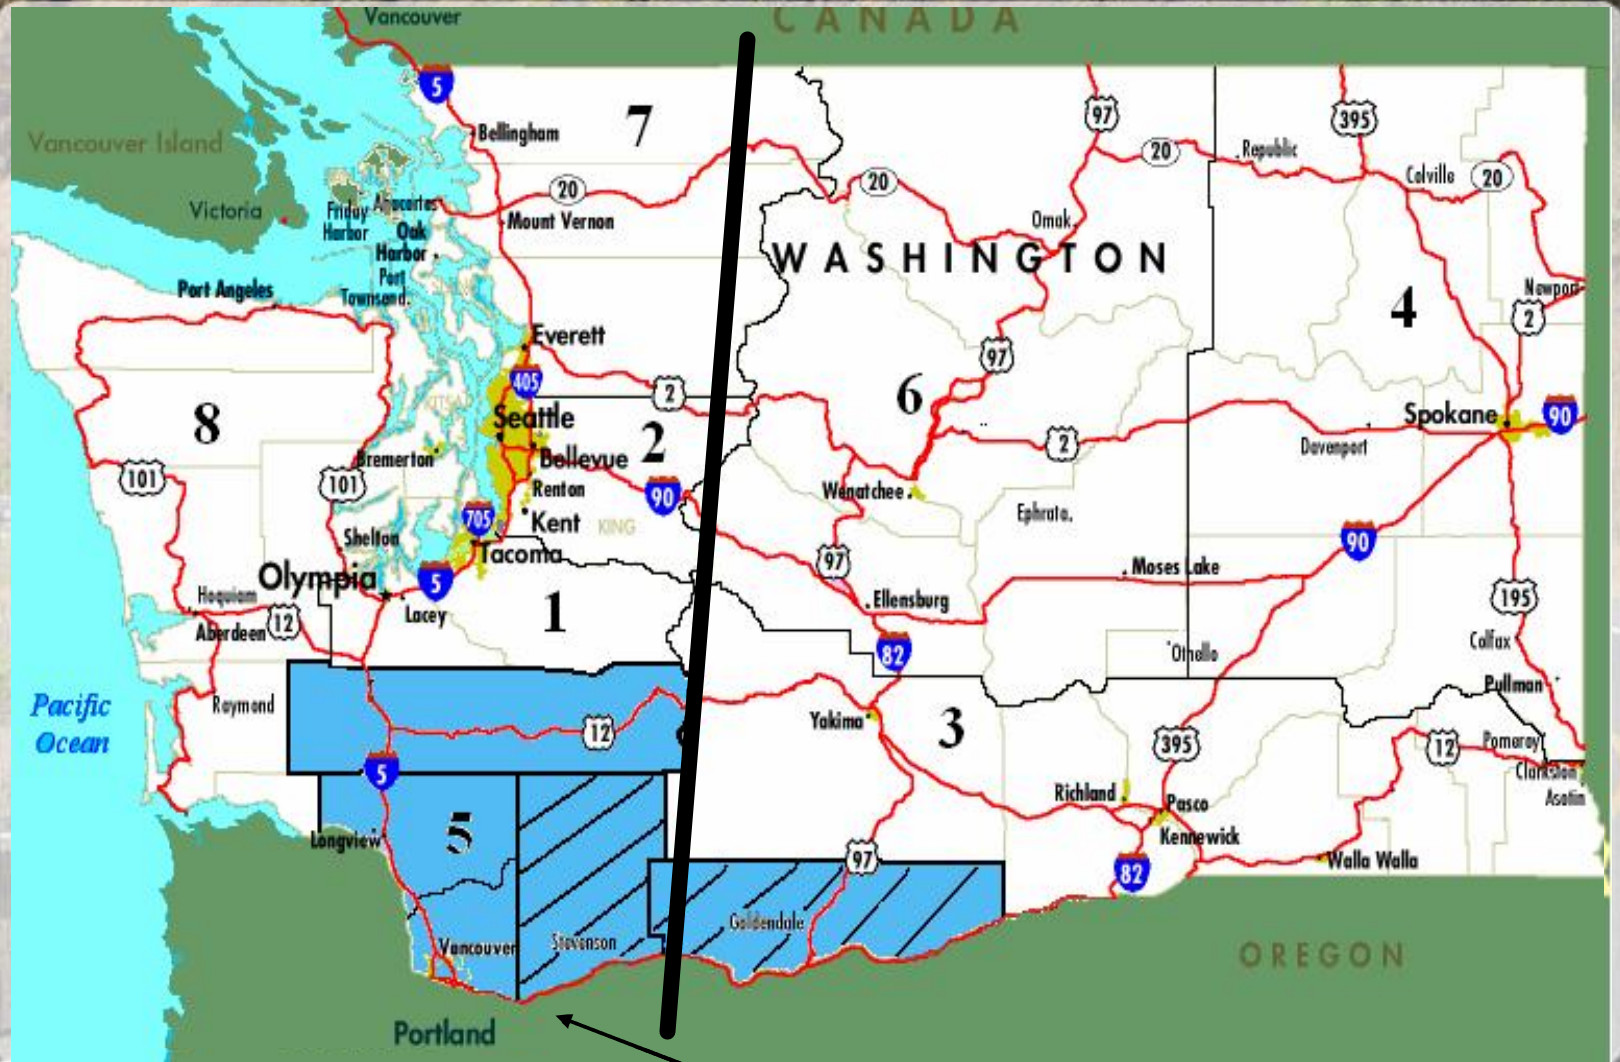 Vancouver
CANADA
5
7
97
395
Bellingham
Vancouver Island
20
Republic
20
20
Colville
20
Victoria
Friday
Harbor
Anacortes
Mount Vernon
Omak
Oak
Harbor
WASHINGTON
Port
Townsend
Port Angeles
Newport
4
2
Everett
97
405
2
6
8
Seattle
Spokane
90
2
2
Davenport
Bremerton
Bellevue
101
101
Renton
90
Wenatchee
Ephrata
705
Kent
KING
Shelton
90
Tacoma
97
Moses Lake
Olympia
5
Hoquiam
Lacey
1
Ellensburg
195
Aberdeen
12
82
Othello
Colfax
Pullman
Pacific
Ocean
Raymond
Yakima
3
12
395
12
Pomeroy
5
Clarkston
Asotin
Richland
Pasco
Longview
5
Kennewick
97
82
Walla Walla
Goldendale
Vancouver
Stevenson
OREGON
Portland